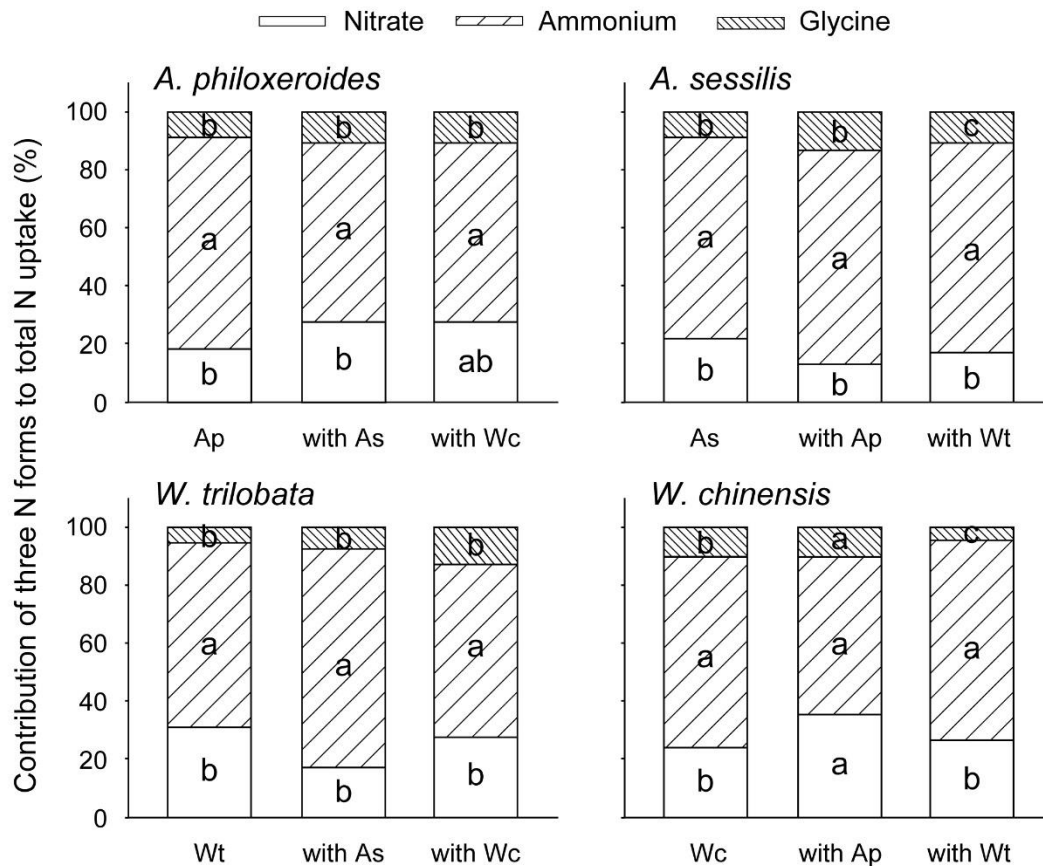 Nitrate Ammonium Glycine
Contribution of three N forms to total N uptake (%)
A. philoxeroides
100
80
60
40
20
0
b b b
a a a
b b ab
Ap with As with Wc
A. sessilis
b b c
a a a
b b b
As with Ap with Wt
W. trilobata
100
80
60
40
20
0
b b b
a a a
b b b
Wt with As with Wc
W. chinensis
b a c
a a a
b a b
Wc with Ap with Wt